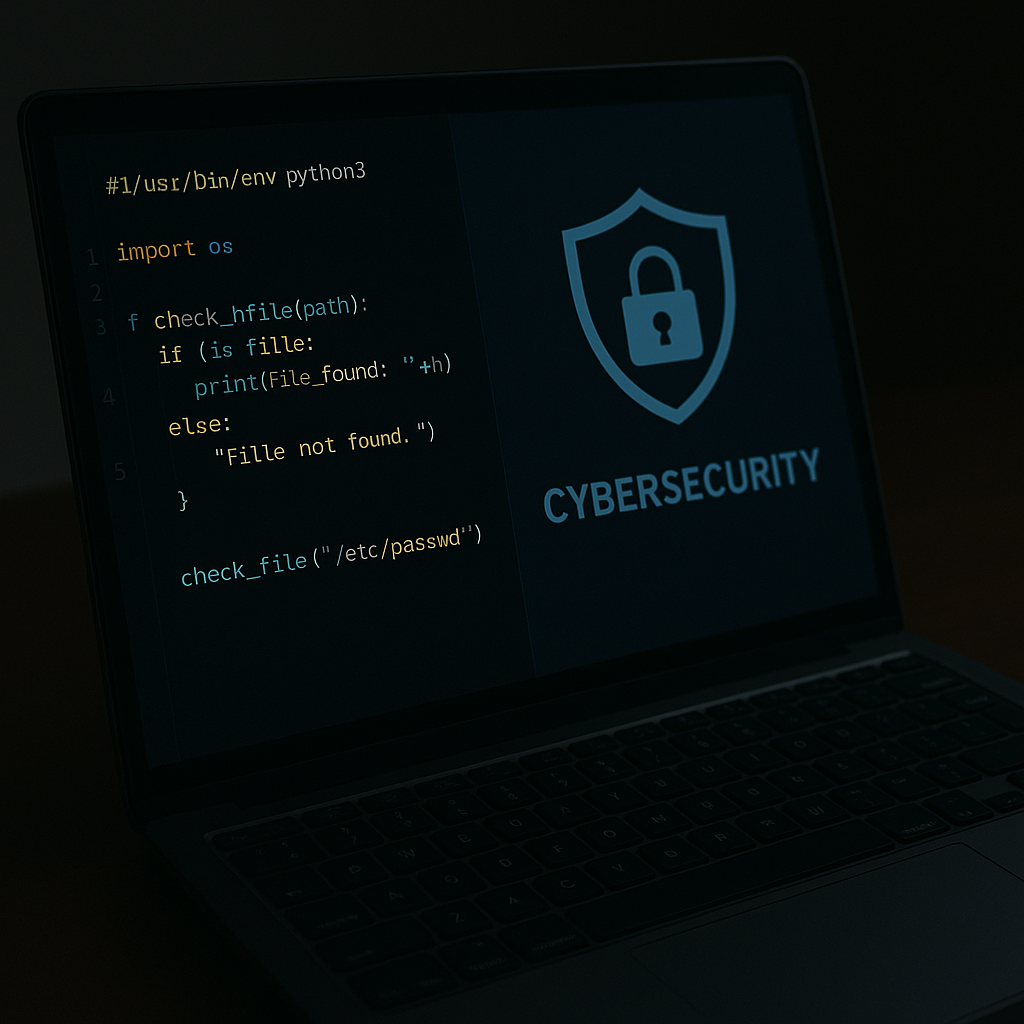 #1/usr/bin/env python3
1 import os
2
3 f check_hfile(path):
if (is fille:
4 print(File_found: "+h)
else:
5 "Fille not found.")
}
check_file("/etc/passwd")
CYBERSECURITY